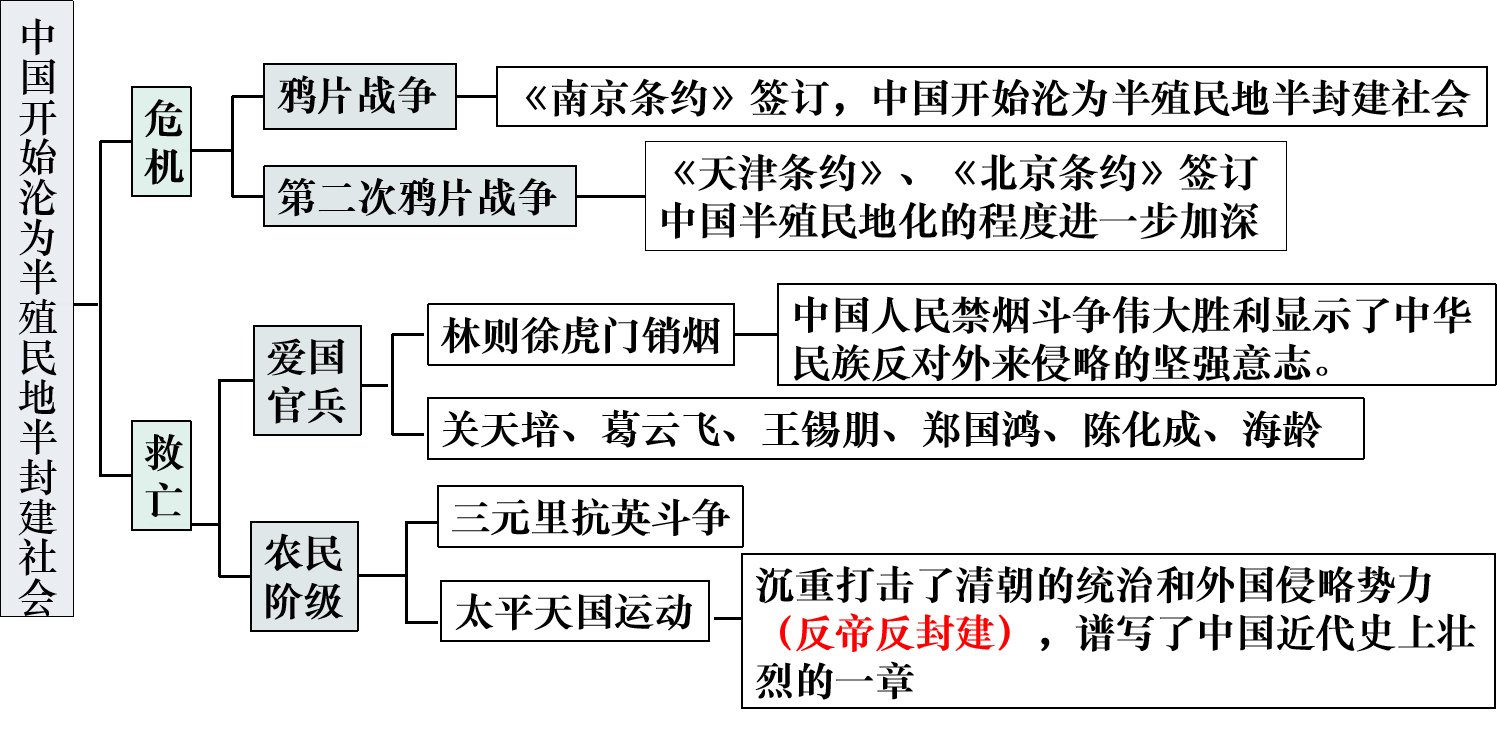 中国开始沦为半殖民地半封建社会
危
机
鸦片战争
《南京条约》签订，中国开始沦为半殖民地半封建社会
第二次鸦片战争
《天津条约》、《北京条约》签订
中国半殖民地化的程度进一步加深
救
亡
爱国
官兵
林则徐虎门销烟
中国人民禁烟斗争伟大胜利显示了中华
民族反对外来侵略的坚强意志。
关天培、葛云飞、王锡朋、郑国鸿、陈化成、海龄
农民
阶级
三元里抗英斗争
太平天国运动
沉重打击了清朝的统治和外国侵略势力
（反帝反封建），谱写了中国近代史上壮
烈的一章